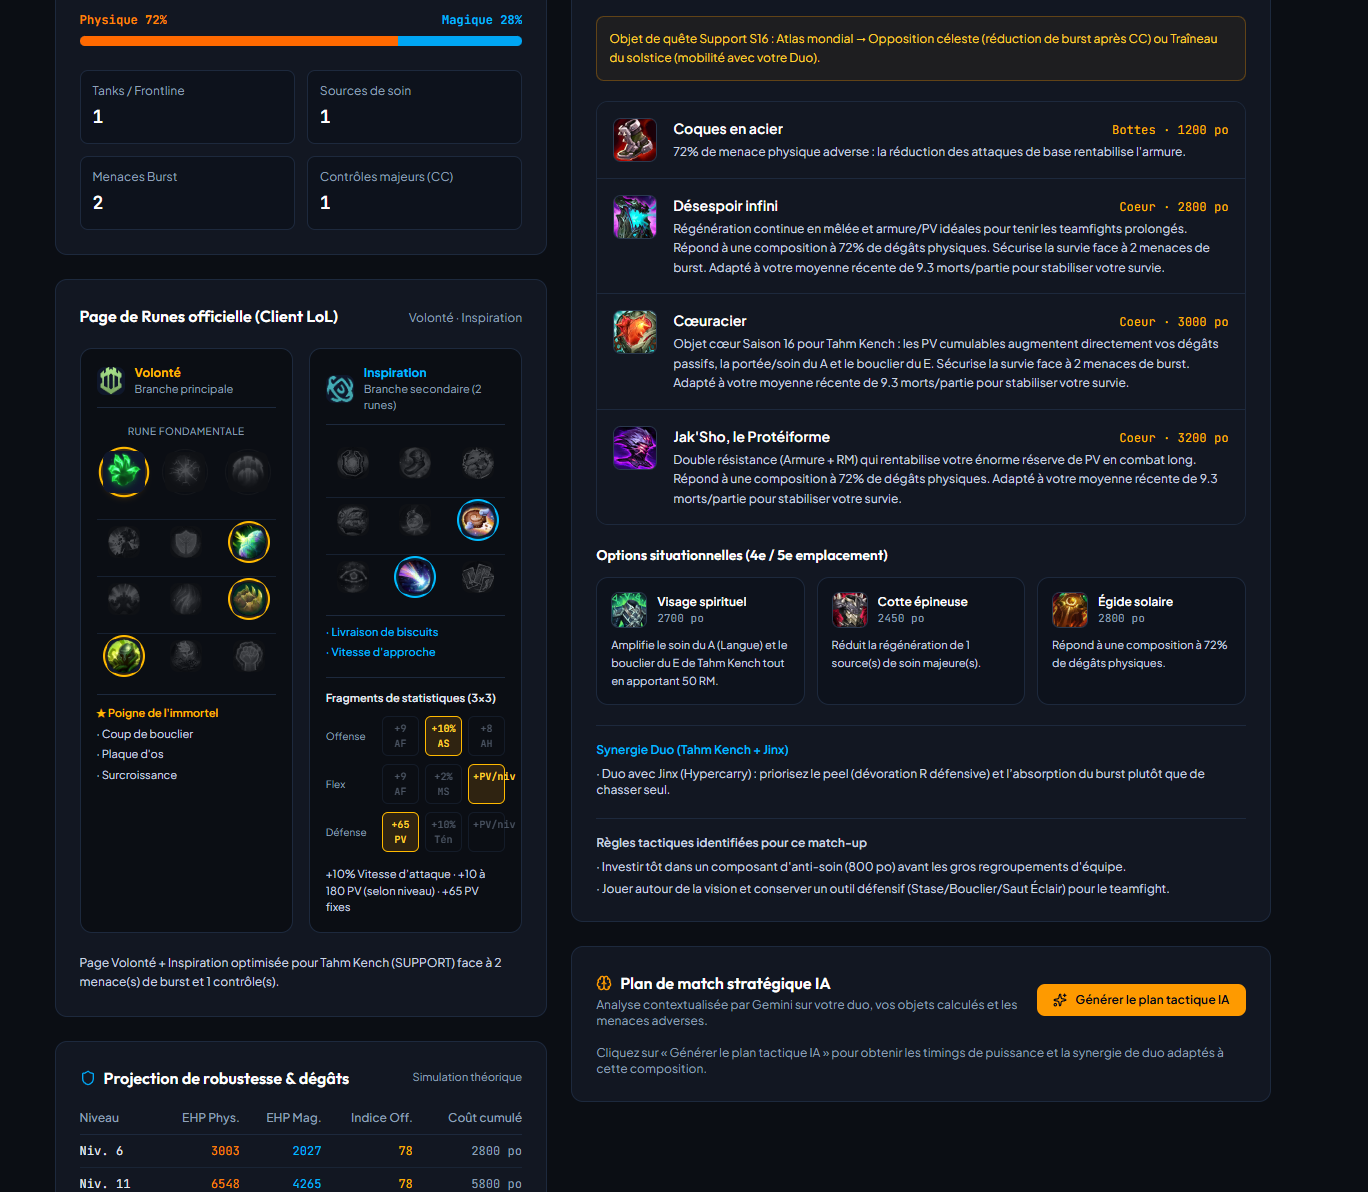 Physique 72%
Magique 28%
Tanks / Frontline
1
Sources de soin
1
Menaces Burst
2
Contrôles majeurs (CC)
1
Page de Runes officielle (Client LoL)
Volonté · Inspiration
Volonté
Branche principale
RUNE FONDAMENTALE
★ Poigne de l'immortel
· Coup de bouclier
· Plaque d'os
· Surcroissance
Inspiration
Branche secondaire (2
runes)
· Livraison de biscuits
· Vitesse d'approche
Fragments de statistiques (3×3)
Offense
+9
AF
+10%
AS
+8
AH
Flex
+9
AF
+2%
MS
+PV/niv
Défense
+65
PV
+10%
Tén
+PV/niv
+10% Vitesse d'attaque · +10 à
180 PV (selon niveau) · +65 PV
fixes
Page Volonté + Inspiration optimisée pour Tahm Kench (SUPPORT) face à 2
menace(s) de burst et 1 contrôle(s).
Projection de robustesse & dégâts
Simulation théorique
Niveau EHP Phys. EHP Mag. Indice Off. Coût cumulé
Niv. 6 3003 2027 78 2800 po
Niv. 11 6548 4265 78 5800 po
Objet de quête Support S16 : Atlas mondial → Opposition céleste (réduction de burst après CC) ou Traîneau
du solstice (mobilité avec votre Duo).
Coques en acier
Bottes · 1200 po
72% de menace physique adverse : la réduction des attaques de base rentabilise l'armure.
Désespoir infini
Coeur · 2800 po
Régénération continue en mêlée et armure/PV idéales pour tenir les teamfights prolongés.
Répond à une composition à 72% de dégâts physiques. Sécurise la survie face à 2 menaces de
burst. Adapté à votre moyenne récente de 9.3 morts/partie pour stabiliser votre survie.
Cœuracier
Coeur · 3000 po
Objet cœur Saison 16 pour Tahm Kench : les PV cumulables augmentent directement vos dégâts
passifs, la portée/soin du A et le bouclier du E. Sécurise la survie face à 2 menaces de burst.
Adapté à votre moyenne récente de 9.3 morts/partie pour stabiliser votre survie.
Jak'Sho, le Protéiforme
Coeur · 3200 po
Double résistance (Armure + RM) qui rentabilise votre énorme réserve de PV en combat long.
Répond à une composition à 72% de dégâts physiques. Adapté à votre moyenne récente de 9.3
morts/partie pour stabiliser votre survie.
Options situationnelles (4e / 5e emplacement)
Visage spirituel
2700 po
Amplifie le soin du A (Langue) et le
bouclier du E de Tahm Kench tout
en apportant 50 RM.
Cotte épineuse
2450 po
Réduit la régénération de 1
source(s) de soin majeure(s).
Égide solaire
2800 po
Répond à une composition à 72%
de dégâts physiques.
Synergie Duo (Tahm Kench + Jinx)
· Duo avec Jinx (Hypercarry) : priorisez le peel (dévoration R défensive) et l'absorption du burst plutôt que de
chasser seul.
Règles tactiques identifiées pour ce match-up
· Investir tôt dans un composant d'anti-soin (800 po) avant les gros regroupements d'équipe.
· Jouer autour de la vision et conserver un outil défensif (Stase/Bouclier/Saut Éclair) pour le teamfight.
Plan de match stratégique IA
Analyse contextualisée par Gemini sur votre duo, vos objets calculés et les
menaces adverses.
Générer le plan tactique IA
Cliquez sur « Générer le plan tactique IA » pour obtenir les timings de puissance et la synergie de duo adaptés à
cette composition.